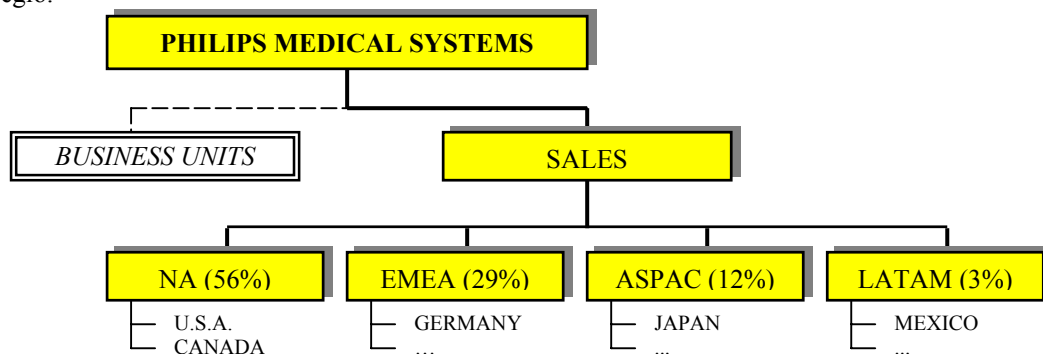 PHILIPS MEDICAL SYSTEMS
BUSINESS UNITS
SALES
NA (56%)
EMEA (29%)
ASPAC (12%)
LATAM (3%)
U.S.A.
CANADA
GERMANY
…
JAPAN
...
MEXICO
...